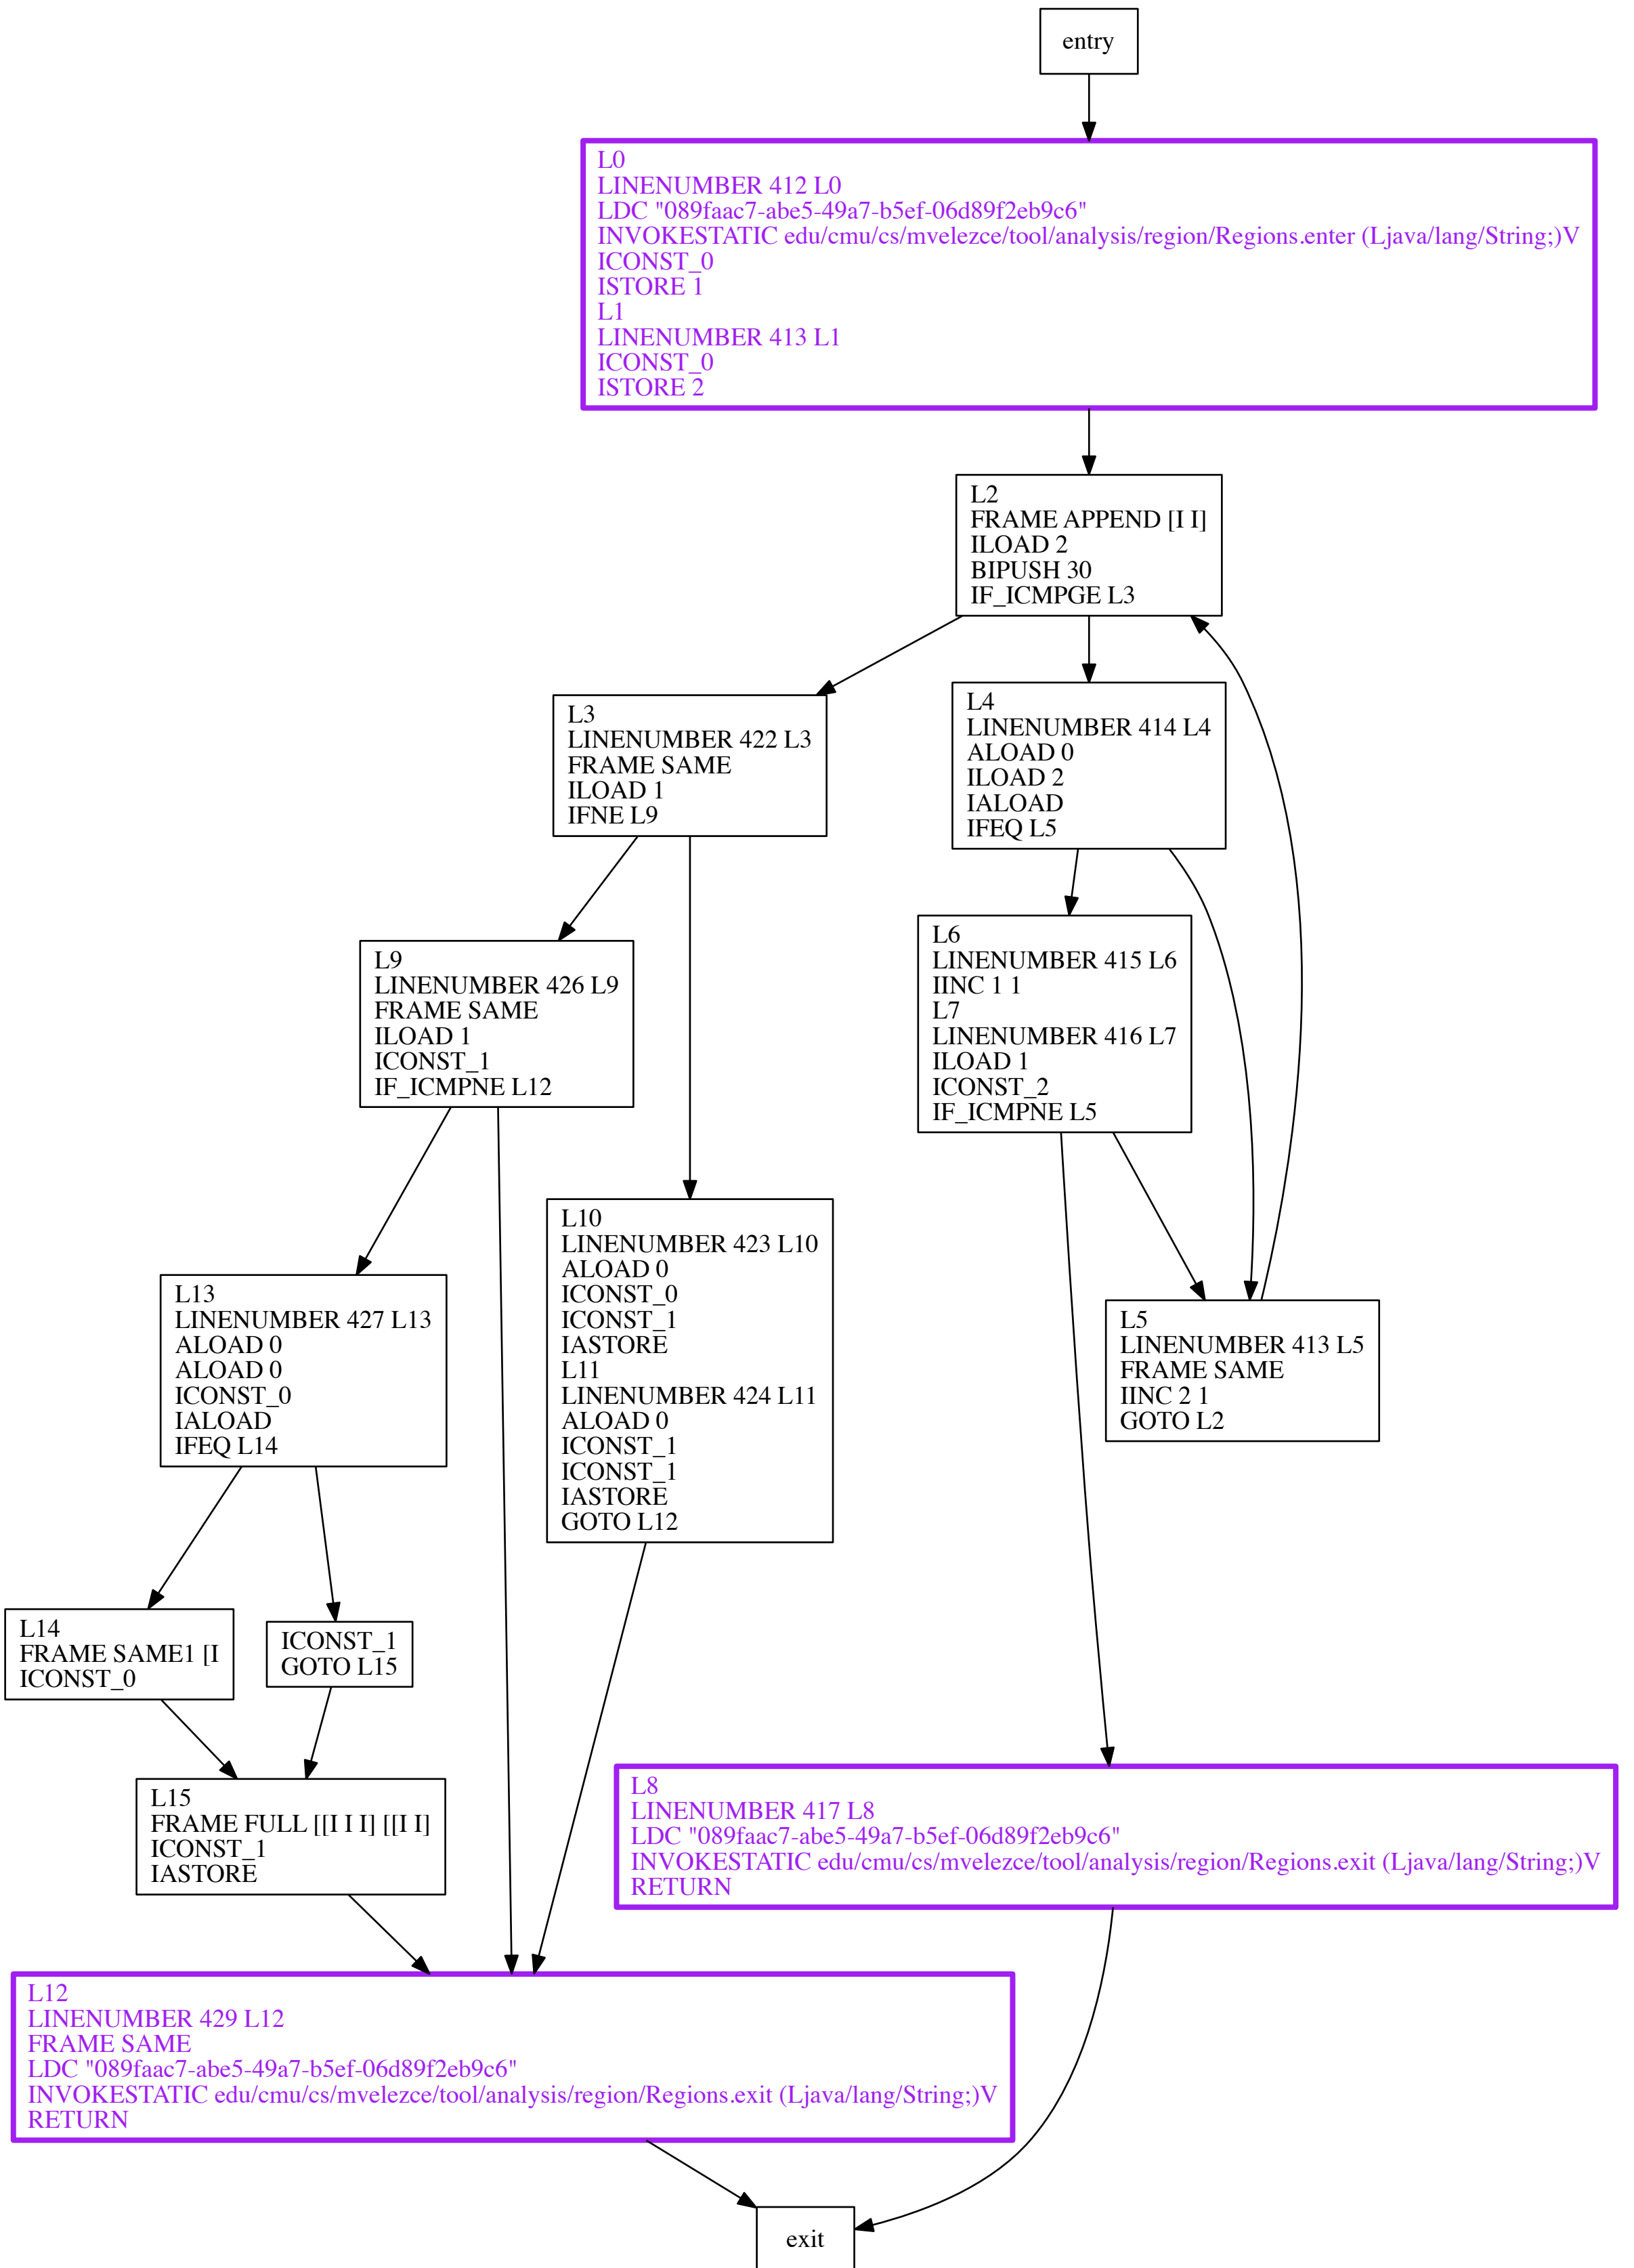 entry
L0
LINENUMBER 412 L0
LDC "089faac7-abe5-49a7-b5ef-06d89f2eb9c6"
INVOKESTATIC edu/cmu/cs/mvelezce/tool/analysis/region/Regions.enter (Ljava/lang/String;)V
ICONST_0
ISTORE 1
L1
LINENUMBER 413 L1
ICONST_0
ISTORE 2
L2
FRAME APPEND [I I]
ILOAD 2
BIPUSH 30
IF_ICMPGE L3
L3
LINENUMBER 422 L3
FRAME SAME
ILOAD 1
IFNE L9
L4
LINENUMBER 414 L4
ALOAD 0
ILOAD 2
IALOAD
IFEQ L5
L9
LINENUMBER 426 L9
FRAME SAME
ILOAD 1
ICONST_1
IF_ICMPNE L12
L6
LINENUMBER 415 L6
IINC 1 1
L7
LINENUMBER 416 L7
ILOAD 1
ICONST_2
IF_ICMPNE L5
L13
LINENUMBER 427 L13
ALOAD 0
ALOAD 0
ICONST_0
IALOAD
IFEQ L14
L10
LINENUMBER 423 L10
ALOAD 0
ICONST_0
ICONST_1
IASTORE
L11
LINENUMBER 424 L11
ALOAD 0
ICONST_1
ICONST_1
IASTORE
GOTO L12
L5
LINENUMBER 413 L5
FRAME SAME
IINC 2 1
GOTO L2
L14
FRAME SAME1 [I
ICONST_0
ICONST_1
GOTO L15
L15
FRAME FULL [[I I I] [[I I]
ICONST_1
IASTORE
L8
LINENUMBER 417 L8
LDC "089faac7-abe5-49a7-b5ef-06d89f2eb9c6"
INVOKESTATIC edu/cmu/cs/mvelezce/tool/analysis/region/Regions.exit (Ljava/lang/String;)V
RETURN
L12
LINENUMBER 429 L12
FRAME SAME
LDC "089faac7-abe5-49a7-b5ef-06d89f2eb9c6"
INVOKESTATIC edu/cmu/cs/mvelezce/tool/analysis/region/Regions.exit (Ljava/lang/String;)V
RETURN
exit